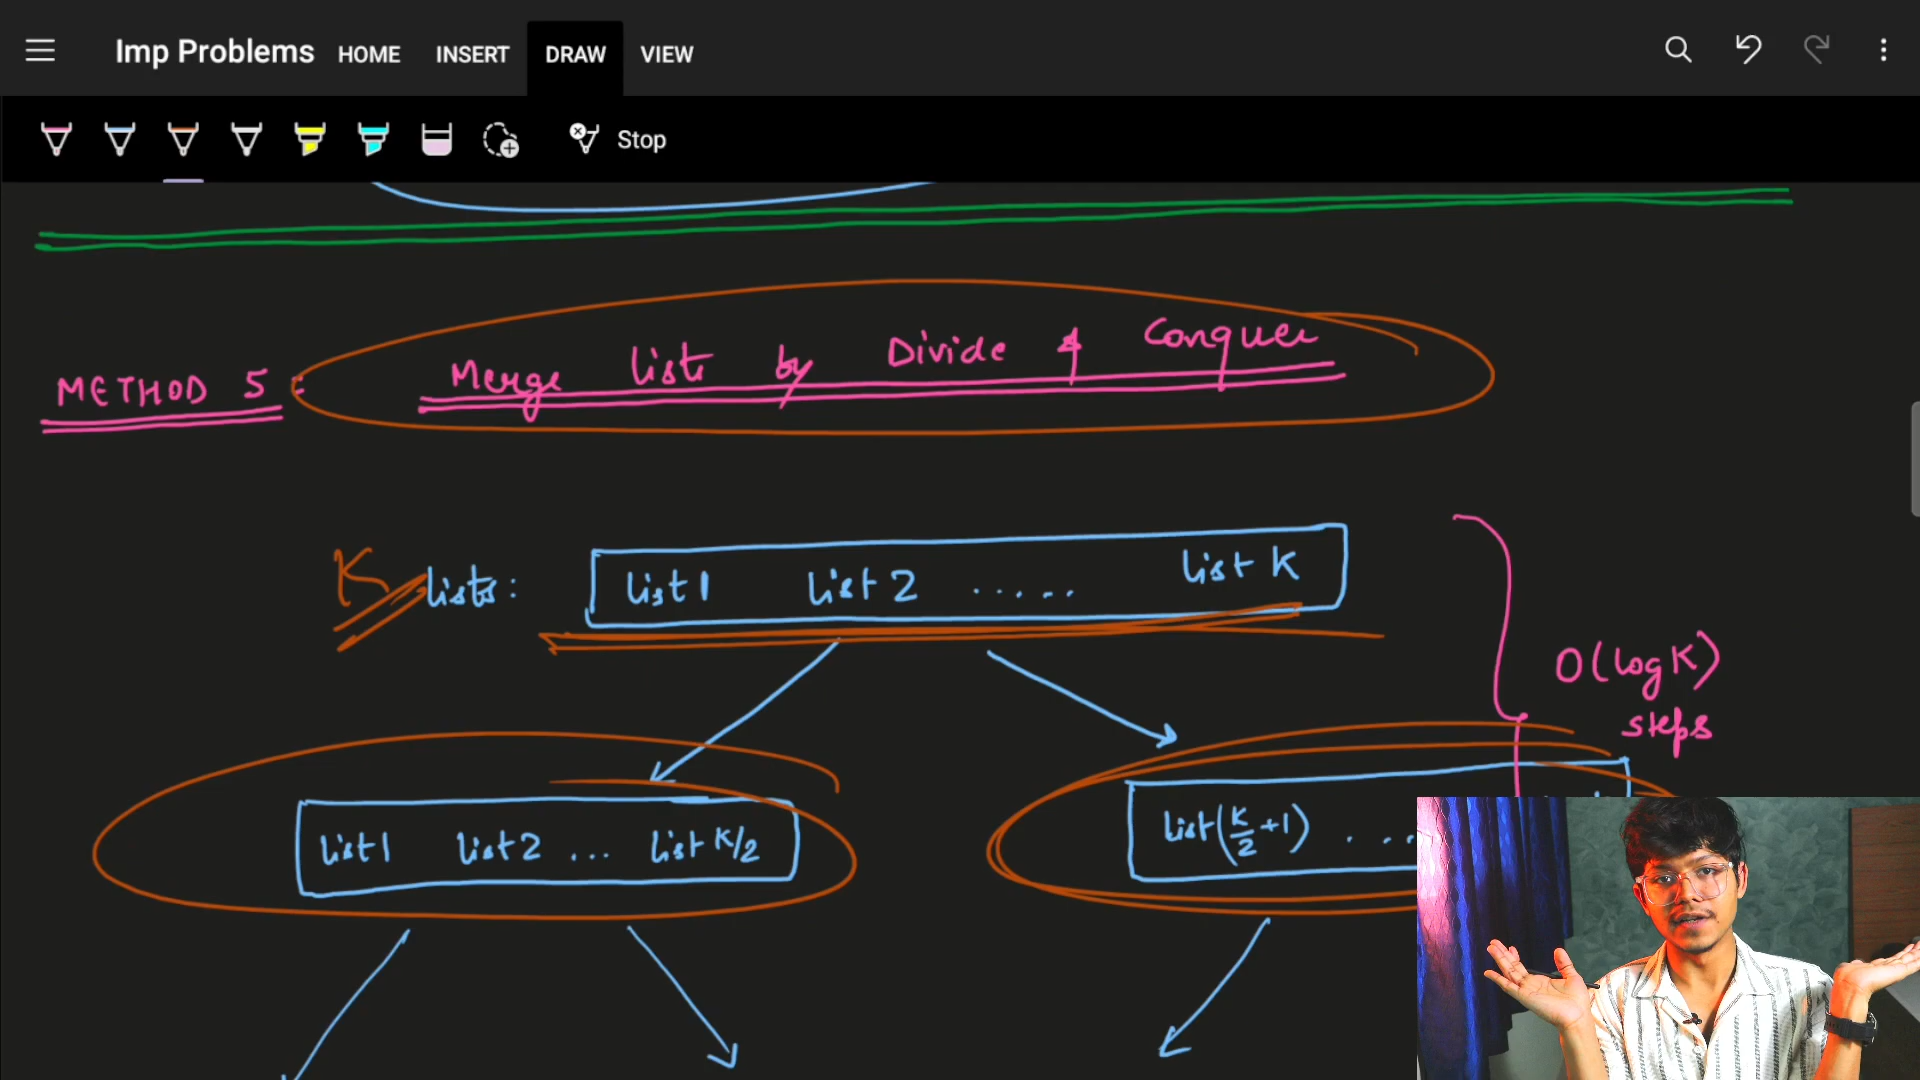 Imp Problems HOME INSERT DRAW VIEW
Stop
METHOD 5: Merge lists by Divide & Conquer
K lists: list 1 list 2 ..... list K
O(log K)
steps
list 1 list 2 ... list K/2
list(K/2+1) ...